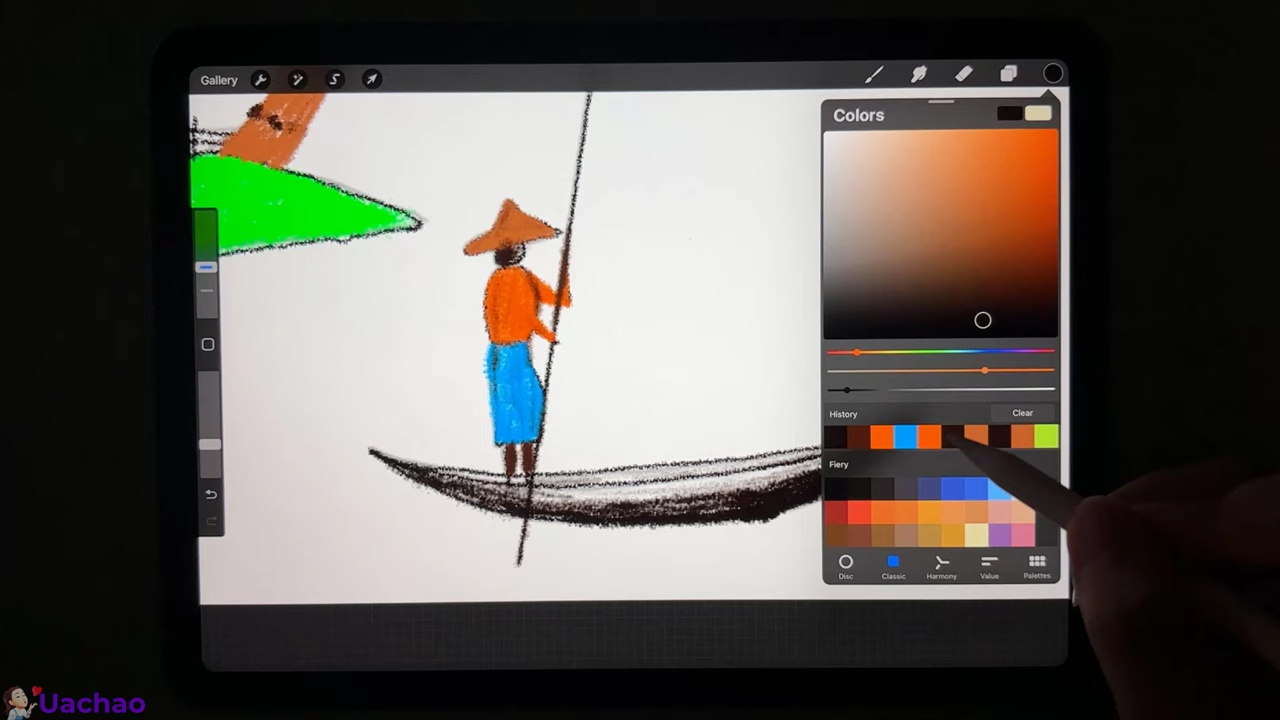 Gallery
Colors
History
Clear
Fiery
Disc
Classic
Harmony
Value
Palettes
Uachao